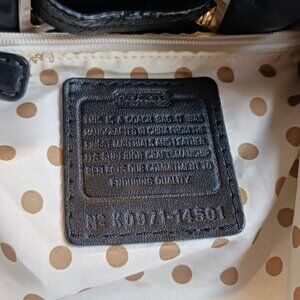 COACH
THIS IS A COACH BAG. IT WAS
HANDCRAFTED IN CHINA FROM THE
FINEST MATERIALS AND
ITS SUPERIOR CRAFTSMANSHIP
REFLECTS OUR COMMITMENT TO
ENDURING QUALITY.
Nº K0971-14501